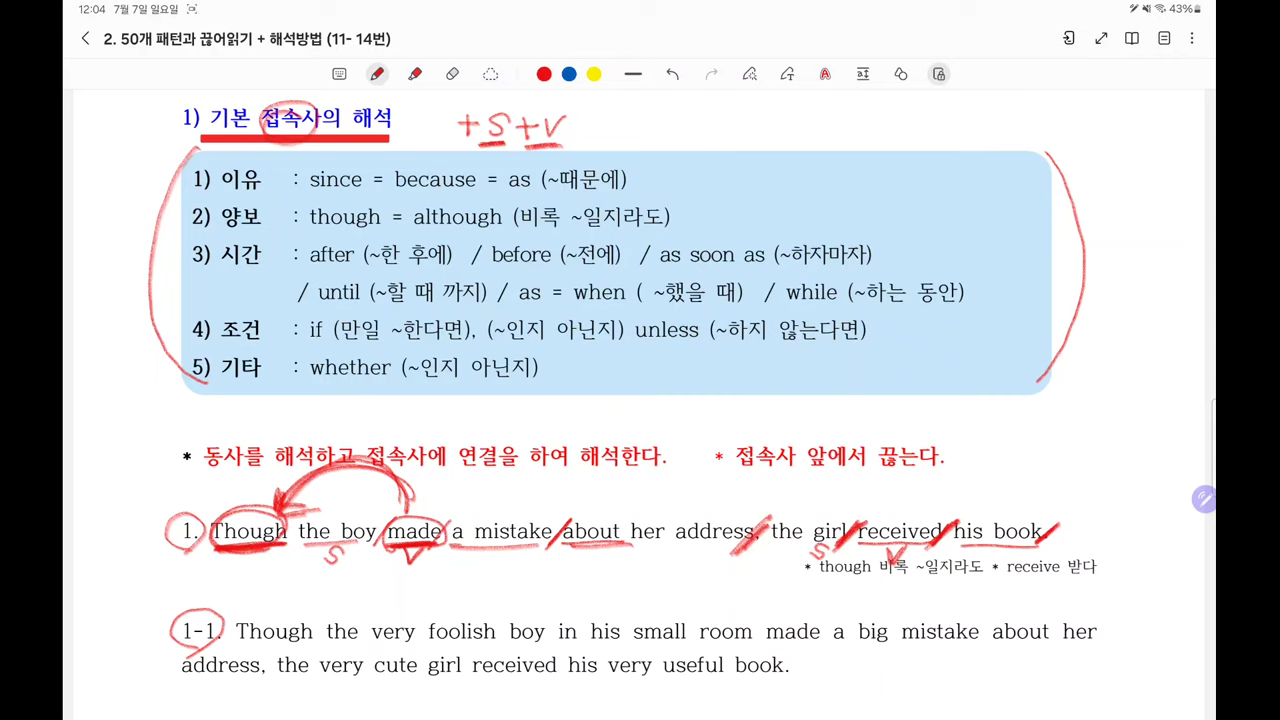 12:04 7월 7일 일요일
43%
2. 50개 패턴과 끊어읽기 + 해석방법 (11- 14번)
1) 기본 접속사의 해석
+S+V
1) 이유 : since = because = as (~때문에)
2) 양보 : though = although (비록 ~일지라도)
3) 시간 : after (~한 후에) / before (~전에) / as soon as (~하자마자)
/ until (~할 때 까지) / as = when ( ~했을 때) / while (~하는 동안)
4) 조건 : if (만일 ~한다면), (~인지 아닌지) unless (~하지 않는다면)
5) 기타 : whether (~인지 아닌지)
* 동사를 해석하고 접속사에 연결을 하여 해석한다. * 접속사 앞에서 끊는다.
1. Though the boy made a mistake about her address, the girl received his book.
S V S V
* though 비록 ~일지라도 * receive 받다
1-1. Though the very foolish boy in his small room made a big mistake about her
address, the very cute girl received his very useful book.